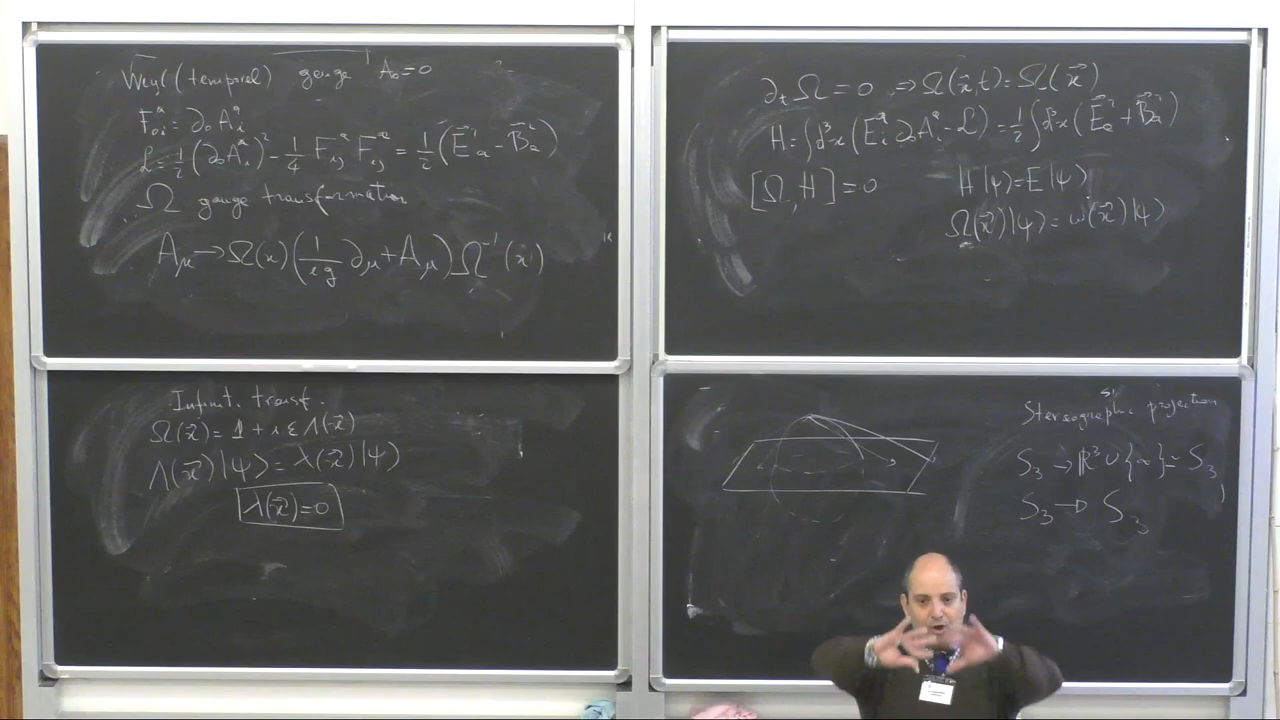 Weyl (temporal) gauge A₀=0
F₀ᵢᵃ = ∂₀Aᵢᵃ
ℒ = ½(∂₀Aᵢᵃ)² - ¼ Fᵢⱼᵃ Fᵢⱼᵃ = ½(E⃗ₐ² - B⃗ₐ²)
Ω gauge transformation
A_μ → Ω(x)(1/ig ∂_μ + A_μ)Ω⁻¹(x)
Infinit. transf.
Ω(x⃗) = 1 + iεΛ(x⃗)
Λ(x⃗)|ψ⟩ = λ(x⃗)|ψ⟩
λ(x⃗)=0
∂ₜΩ = 0 ⇒ Ω(x⃗,t) = Ω(x⃗)
H = ∫d³x(Eᵢᵃ ∂₀Aᵢᵃ - ℒ) = ½∫d³x(E⃗ₐ² + B⃗ₐ²)
[Ω, H] = 0 H|ψ⟩ = E|ψ⟩
Ω(x⃗)|ψ⟩ = ω(x⃗)|ψ⟩
Stereographic projection
S₃ → ℝ³ ∪ {∞} ≃ S₃
S₃ → S₃